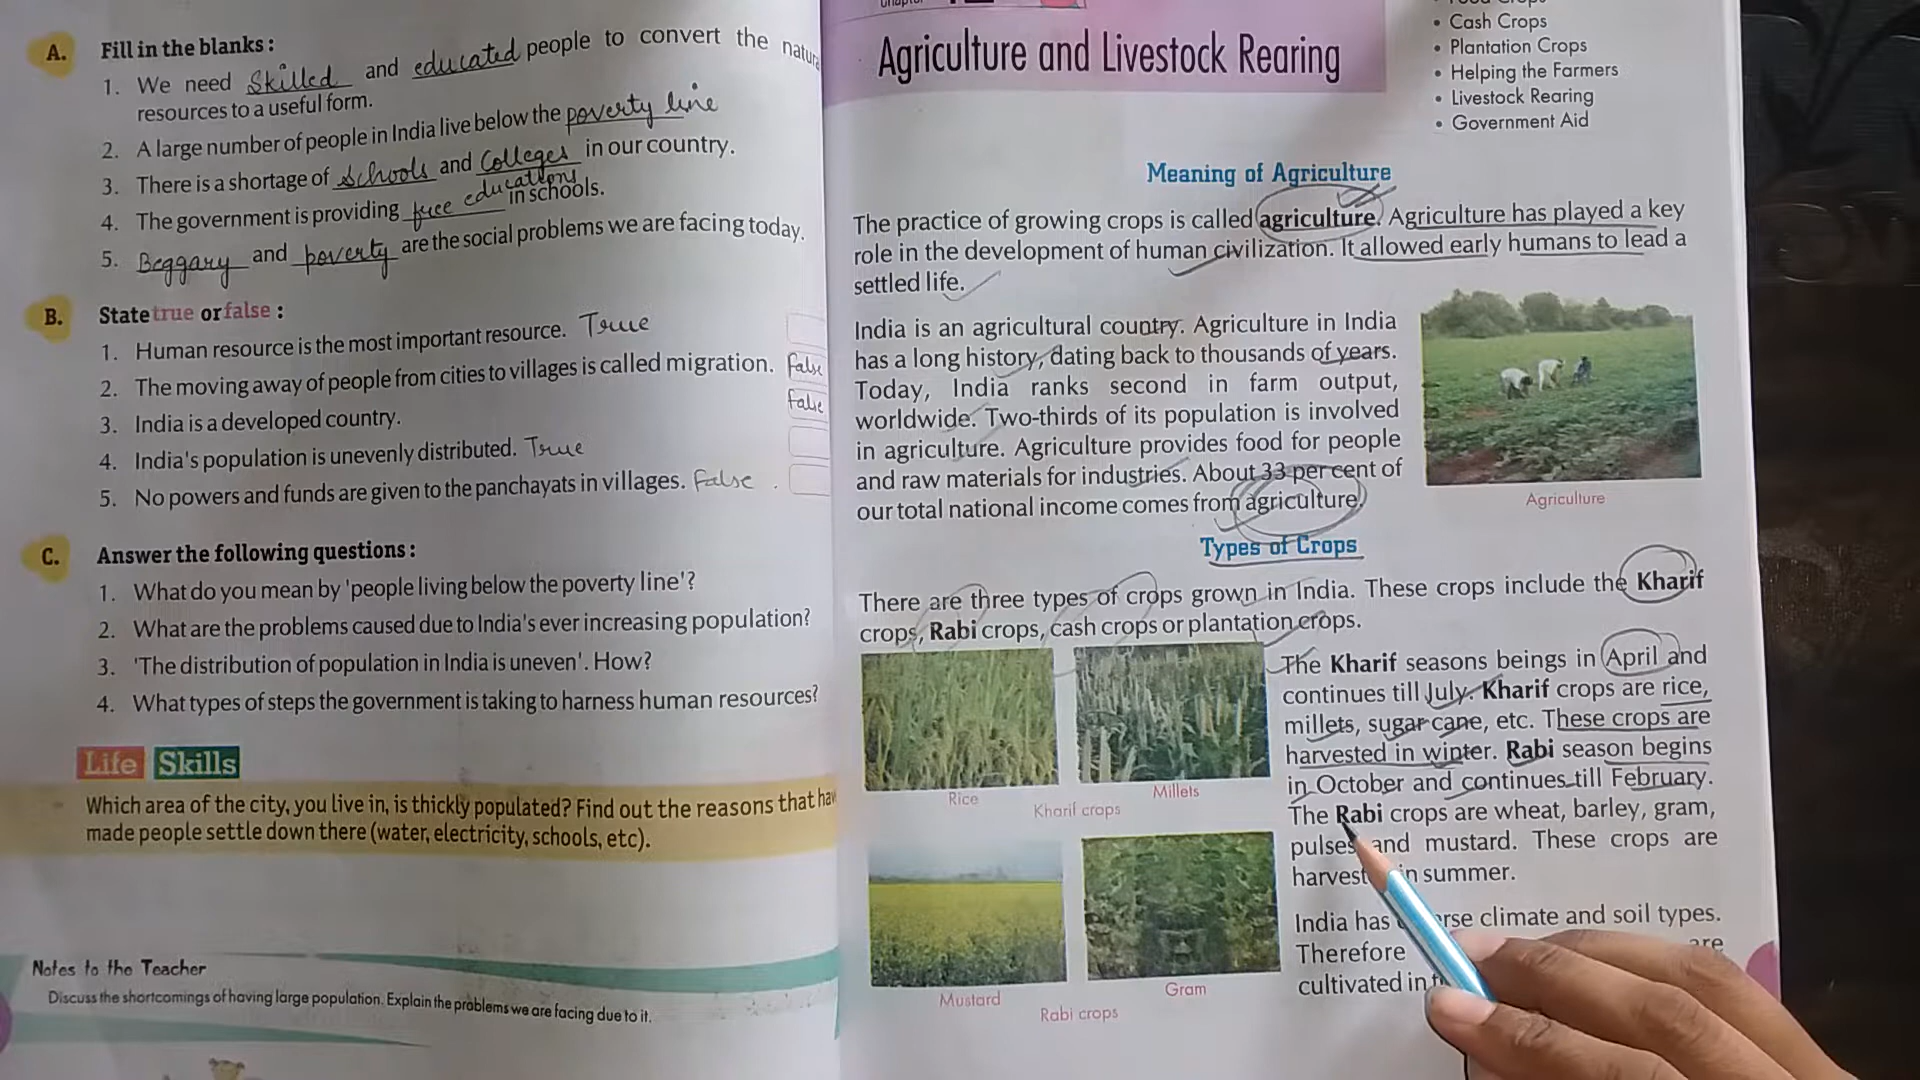 A. Fill in the blanks :
1. We need Skilled and educated people to convert the
resources to a useful form.
2. A large number of people in India live below the poverty line
3. There is a shortage of Schools and Colleges in our country.
4. The government is providing free educations in schools.
5. Beggary and poverty are the social problems we are facing today.
B. State true or false :
1. Human resource is the most important resource. True
2. The moving away of people from cities to villages is called migration. False
3. India is a developed country. False
4. India's population is unevenly distributed. True
5. No powers and funds are given to the panchayats in villages. False
C. Answer the following questions :
1. What do you mean by 'people living below the poverty line'?
2. What are the problems caused due to India's ever increasing population?
3. 'The distribution of population in India is uneven'. How?
4. What types of steps the government is taking to harness human resources?
Life Skills
Which area of the city, you live in, is thickly populated? Find out the reasons that
made people settle down there (water, electricity, schools, etc).
Notes to the Teacher
Discuss the shortcomings of having large population. Explain the problems we are facing due to it.
Agriculture and Livestock Rearing
• Cash Crops
• Plantation Crops
• Helping the Farmers
• Livestock Rearing
• Government Aid
Meaning of Agriculture
The practice of growing crops is called agriculture. Agriculture has played a key
role in the development of human civilization. It allowed early humans to lead a
settled life.
India is an agricultural country. Agriculture in India
has a long history, dating back to thousands of years.
Today, India ranks second in farm output,
worldwide. Two-thirds of its population is involved
in agriculture. Agriculture provides food for people
and raw materials for industries. About 33 per cent of
our total national income comes from agriculture.
Agriculture
Types of Crops
There are three types of crops grown in India. These crops include the Kharif
crops, Rabi crops, cash crops or plantation crops.
Rice
Millets
Kharif crops
Mustard
Gram
Rabi crops
The Kharif seasons beings in April and
continues till July. Kharif crops are rice,
millets, sugar cane, etc. These crops are
harvested in winter. Rabi season begins
in October and continues till February.
The Rabi crops are wheat, barley, gram,
pulses and mustard. These crops are
in summer.
India has climate and soil types.
Therefore are
cultivated in